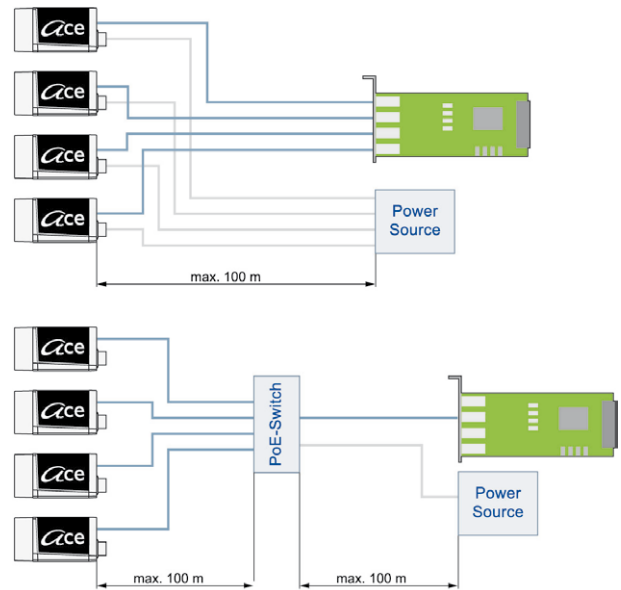 ace
ace
ace
ace
Power
Source
max. 100 m
ace
ace
ace
ace
PoE-Switch
Power
Source
max. 100 m
max. 100 m